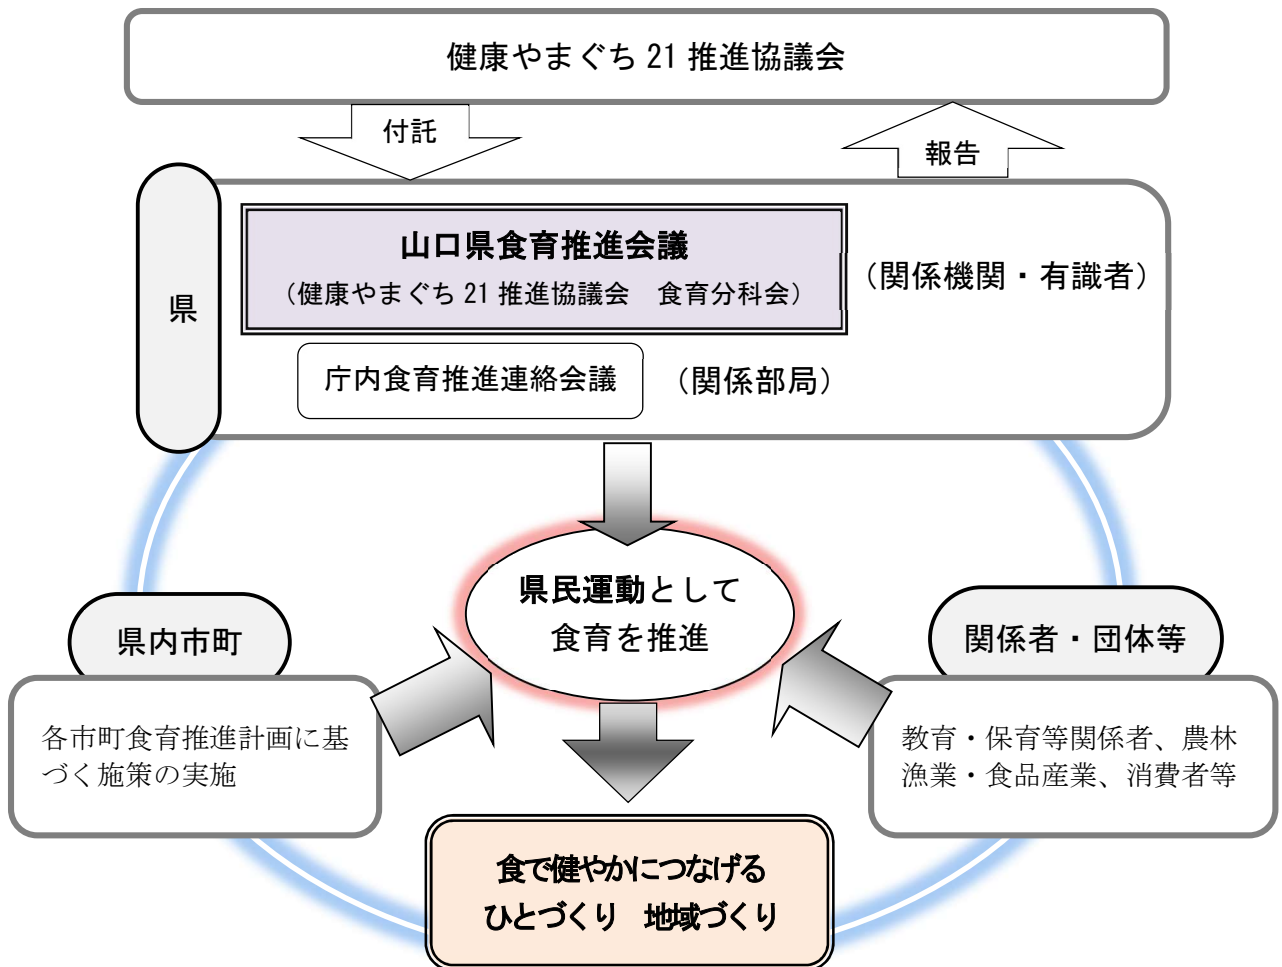 健康やまぐち 21 推進協議会
付託
報告
県
山口県食育推進会議
（健康やまぐち 21 推進協議会　食育分科会）
（関係機関・有識者）
庁内食育推進連絡会議
（関係部局）
県民運動として
食育を推進
県内市町
各市町食育推進計画に基
づく施策の実施
関係者・団体等
教育・保育等関係者、農林
漁業・食品産業、消費者等
食で健やかにつなげる
ひとづくり　地域づくり